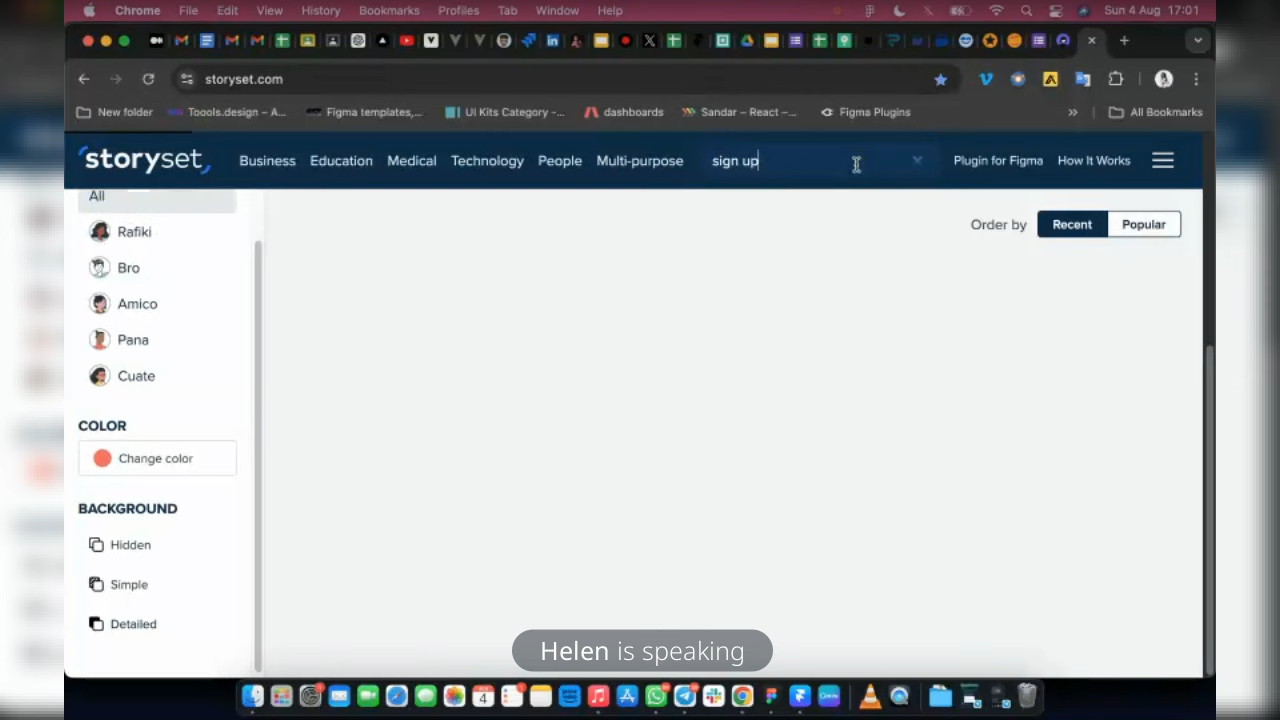 Chrome File Edit View History Bookmarks Profiles Tab Window Help Sun 4 Aug 17:01
storyset.com
New folder Toools.design – A... Figma templates,... UI Kits Category -... dashboards Sandar – React –... Figma Plugins » All Bookmarks
storyset Business Education Medical Technology People Multi-purpose sign up Plugin for Figma How It Works
All
Order by Recent Popular
Rafiki
Bro
Amico
Pana
Cuate
COLOR
Change color
BACKGROUND
Hidden
Simple
Detailed
Helen is speaking